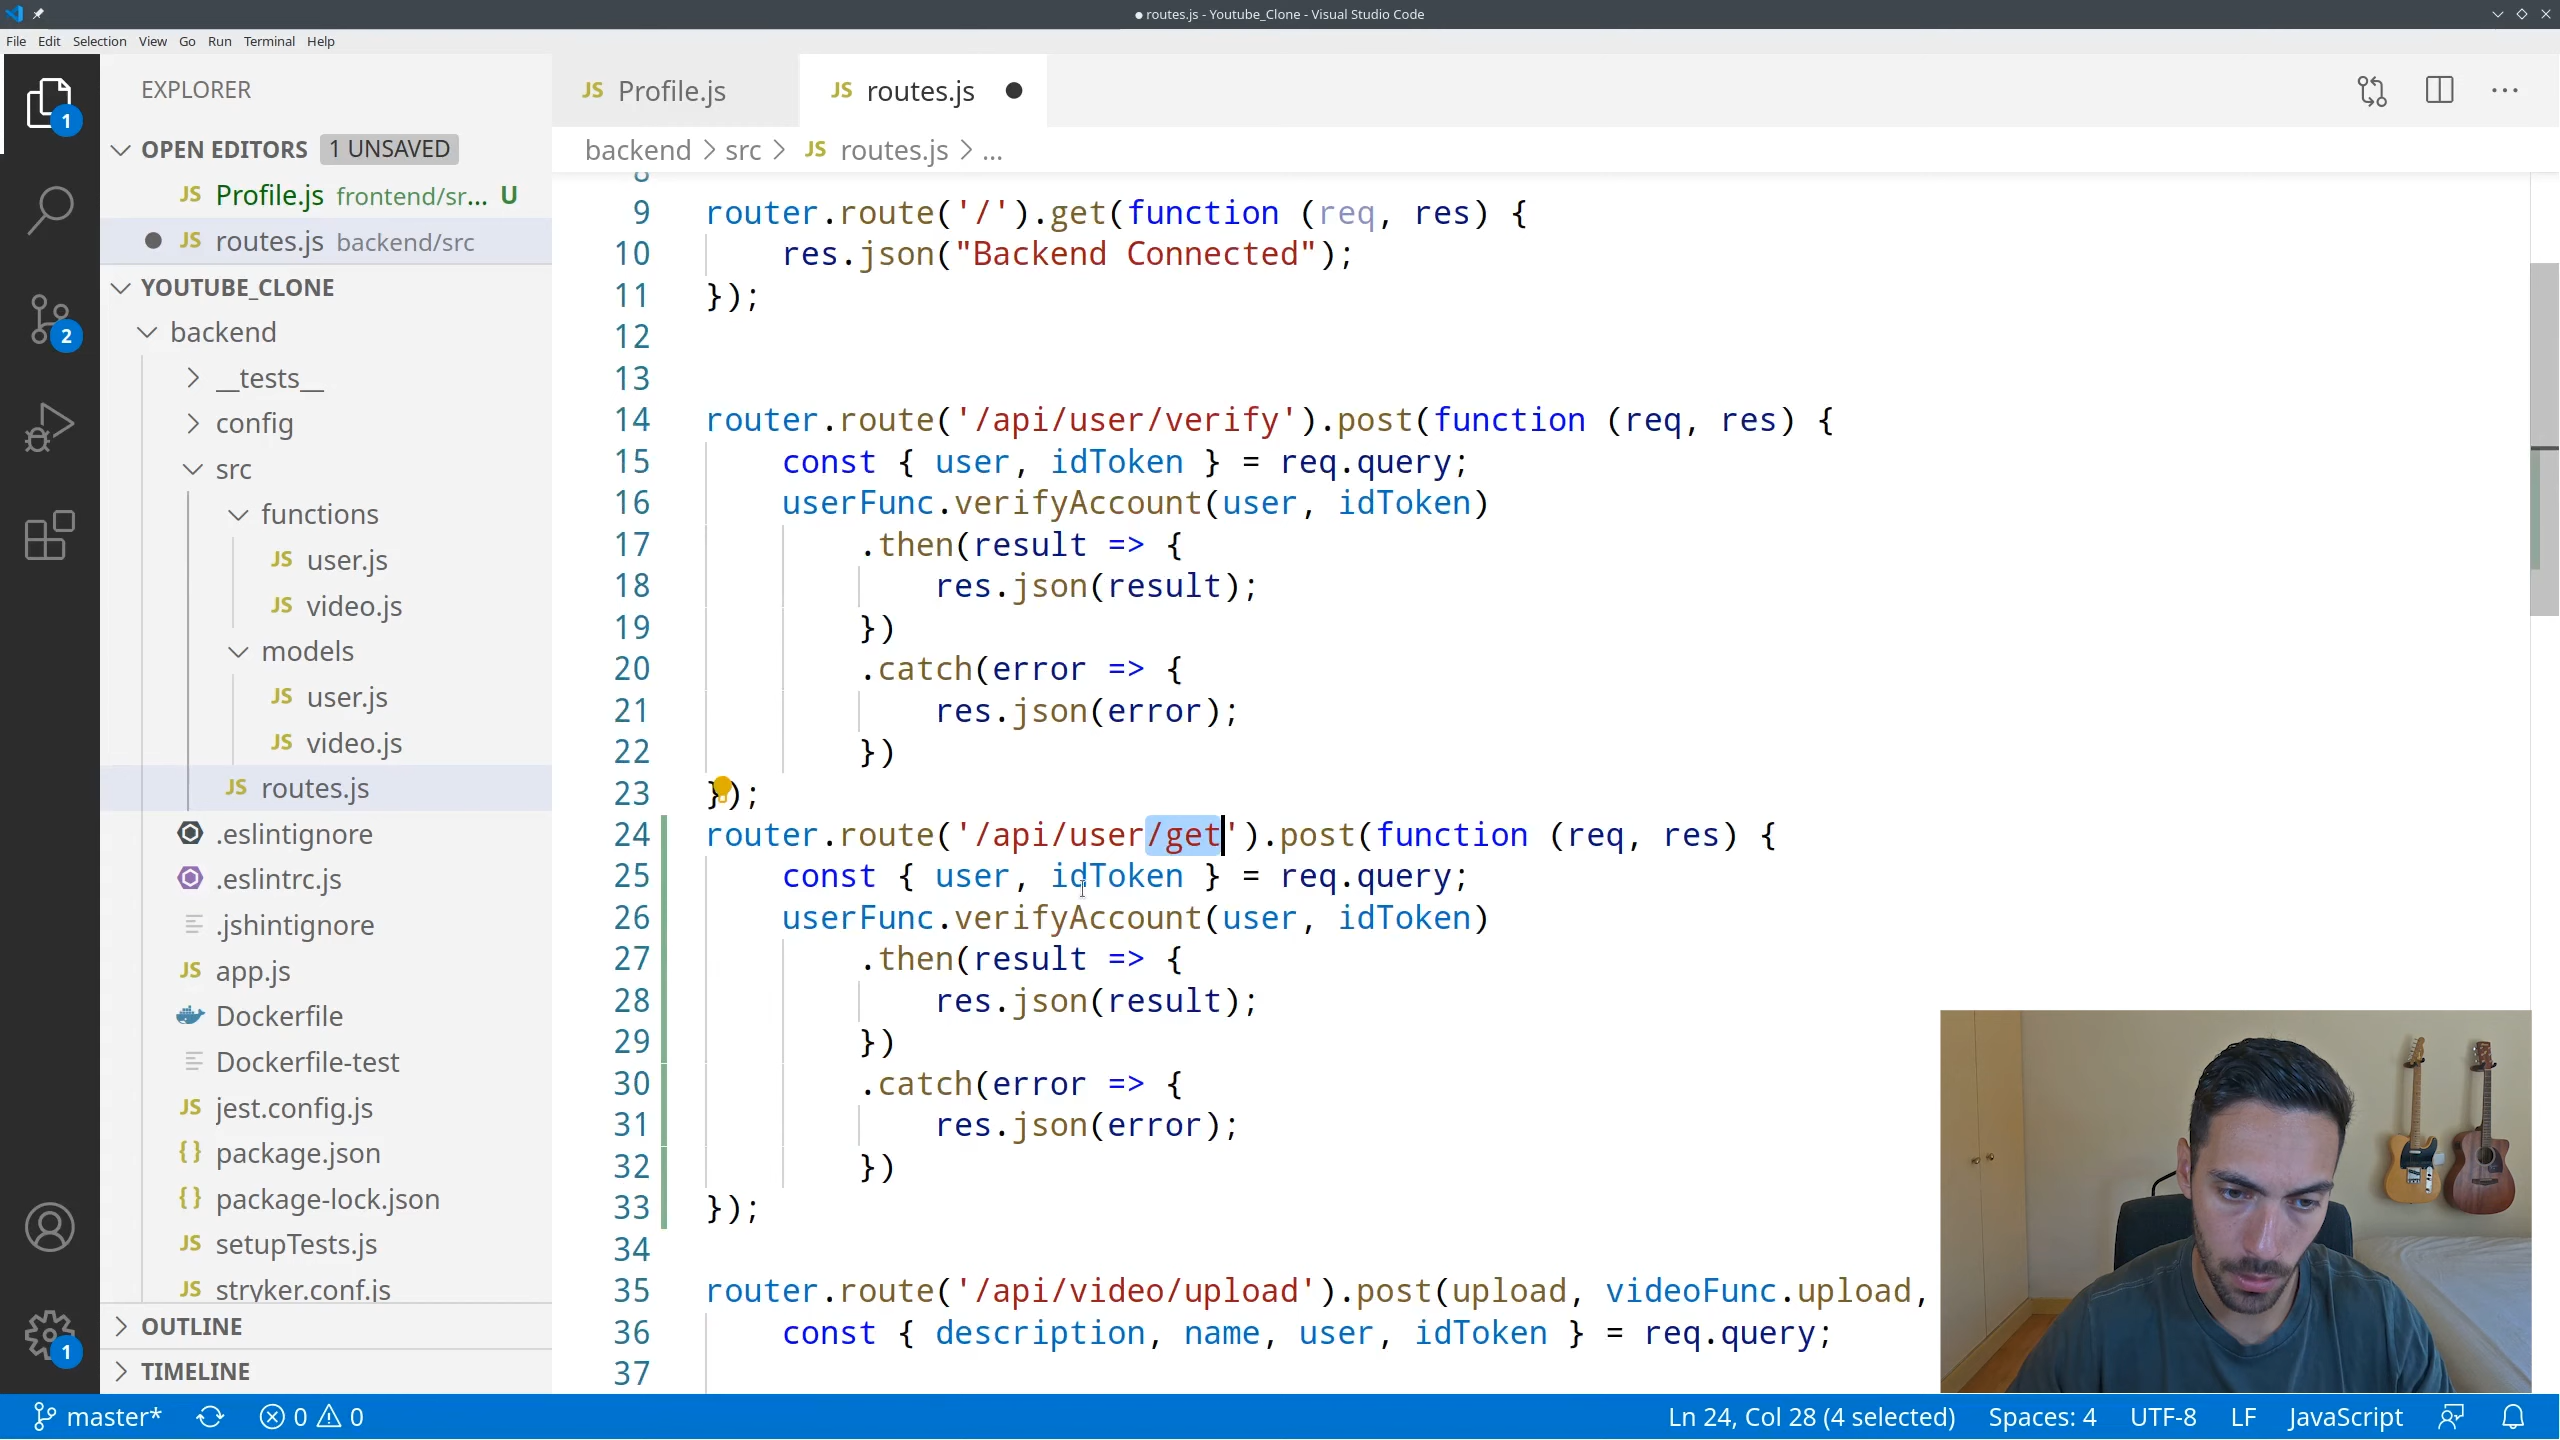 routes.js - Youtube_Clone - Visual Studio Code
File Edit Selection View Go Run Terminal Help
EXPLORER
OPEN EDITORS 1 UNSAVED
JS Profile.js frontend/sr... U
JS routes.js backend/src
YOUTUBE_CLONE
backend
__tests__
config
src
functions
JS user.js
JS video.js
models
JS user.js
JS video.js
JS routes.js
.eslintignore
.eslintrc.js
.jshintignore
JS app.js
Dockerfile
Dockerfile-test
JS jest.config.js
{} package.json
{} package-lock.json
JS setupTests.js
JS stryker.conf.js
OUTLINE
TIMELINE
1
2
1
JS Profile.js
JS routes.js
backend > src > JS routes.js > ...
8
9 router.route('/').get(function (req, res) {
10 res.json("Backend Connected");
11 });
12
13
14 router.route('/api/user/verify').post(function (req, res) {
15 const { user, idToken } = req.query;
16 userFunc.verifyAccount(user, idToken)
17 .then(result => {
18 res.json(result);
19 })
20 .catch(error => {
21 res.json(error);
22 })
23 });
24 router.route('/api/user/get').post(function (req, res) {
25 const { user, idToken } = req.query;
26 userFunc.verifyAccount(user, idToken)
27 .then(result => {
28 res.json(result);
29 })
30 .catch(error => {
31 res.json(error);
32 })
33 });
34
35 router.route('/api/video/upload').post(upload, videoFunc.upload,
36 const { description, name, user, idToken } = req.query;
37
master* 0 0 Ln 24, Col 28 (4 selected) Spaces: 4 UTF-8 LF JavaScript